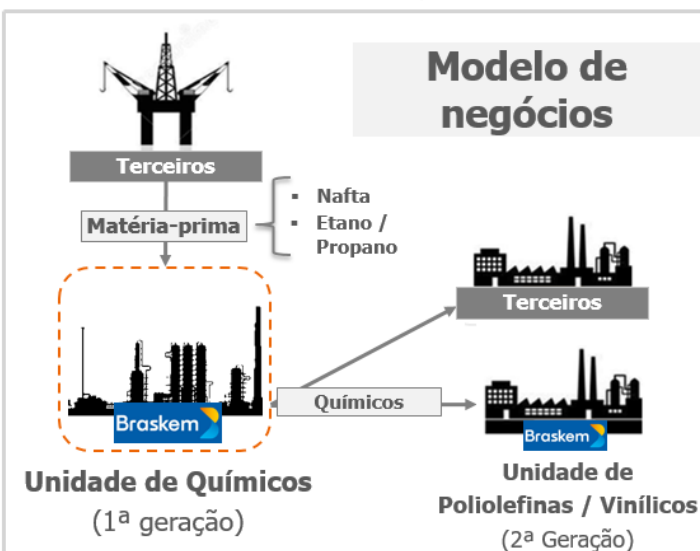 Modelo de
negócios
Terceiros
Matéria-prima
▪ Nafta
▪ Etano /
Propano
Terceiros
Químicos
Braskem
Braskem
Unidade de Químicos
(1ª geração)
Unidade de
Poliolefinas / Vinílicos
(2ª Geração)